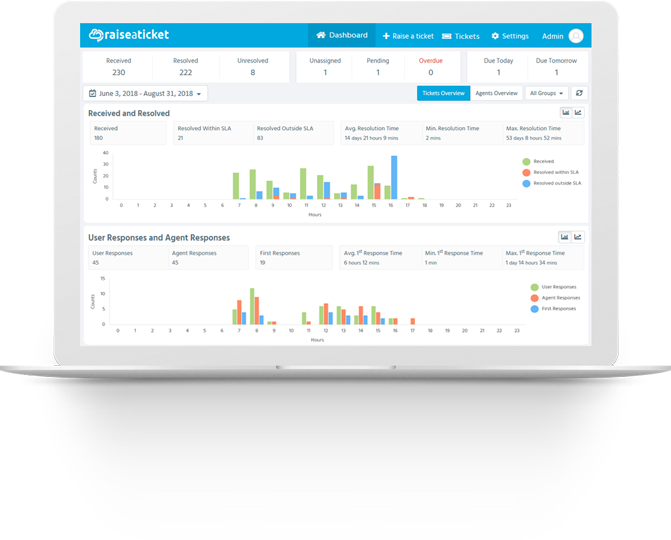 raiseaticket Dashboard Raise a ticket Tickets Settings Admin
Received Resolved Unresolved Unassigned Pending Overdue Due Today Due Tomorrow
230 222 8 1 1 0 1 1
June 3, 2018 - August 31, 2018 Tickets Overview Agents Overview All Groups
Received and Resolved
Received Resolved Within SLA Resolved Outside SLA Avg. Resolution Time Min. Resolution Time Max. Resolution Time
180 21 83 14 days 21 hours 9 mins 2 mins 53 days 8 hours 52 mins
40
30
20
10
0
Counts
Received
Resolved within SLA
Resolved outside SLA
0 1 2 3 4 5 6 7 8 9 10 11 12 13 14 15 16 17 18 19 20 21 22 23
Hours
User Responses and Agent Responses
User Responses Agent Responses First Responses Avg. 1st Response Time Min. 1st Response Time Max. 1st Response Time
45 45 19 6 hours 12 mins 1 min 1 day 14 hours 34 mins
15
10
5
0
Counts
User Responses
Agent Responses
First Responses
0 1 2 3 4 5 6 7 8 9 10 11 12 13 14 15 16 17 18 19 20 21 22 23
Hours